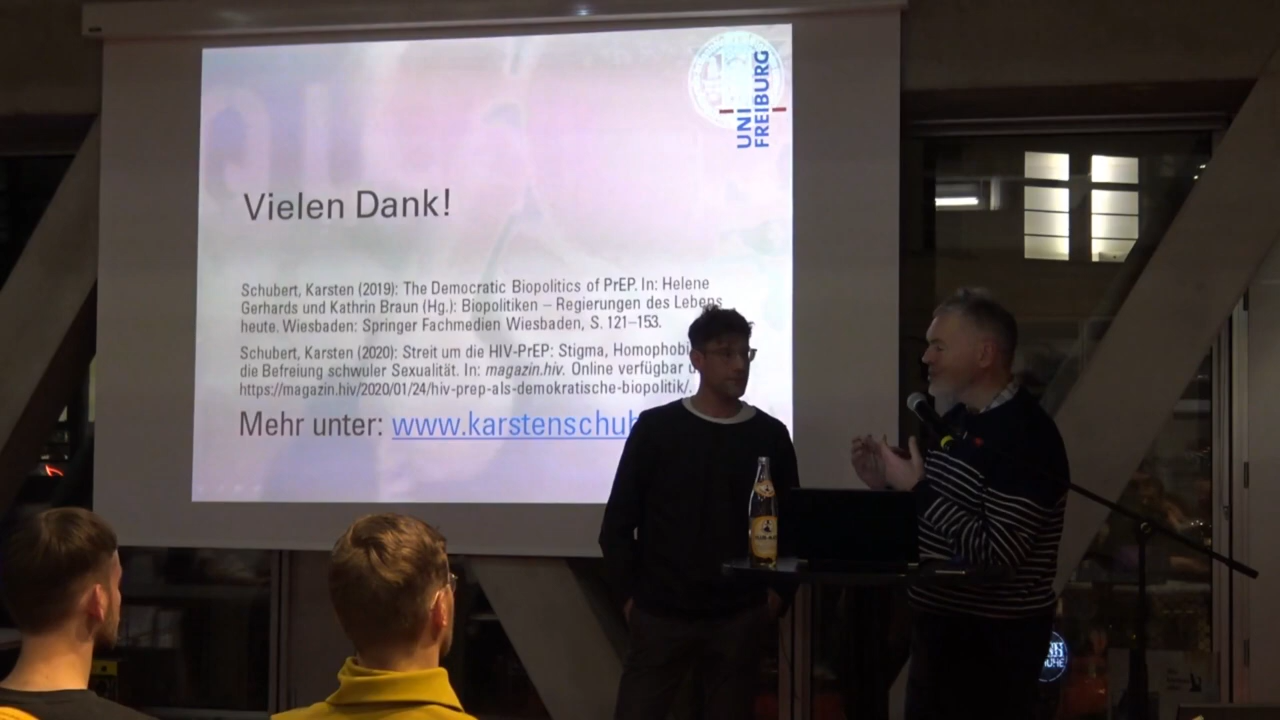 UNI
FREIBURG
Vielen Dank!
Schubert, Karsten (2019): The Democratic Biopolitics of PrEP. In: Helene
Gerhards und Kathrin Braun (Hg.): Biopolitiken – Regierungen des Lebens
heute. Wiesbaden: Springer Fachmedien Wiesbaden, S. 121–153.
Schubert, Karsten (2020): Streit um die HIV-PrEP: Stigma, Homophobi
die Befreiung schwuler Sexualität. In: magazin.hiv. Online verfügbar
https://magazin.hiv/2020/01/24/hiv-prep-als-demokratische-biopolitik/.
Mehr unter: www.karstenschub